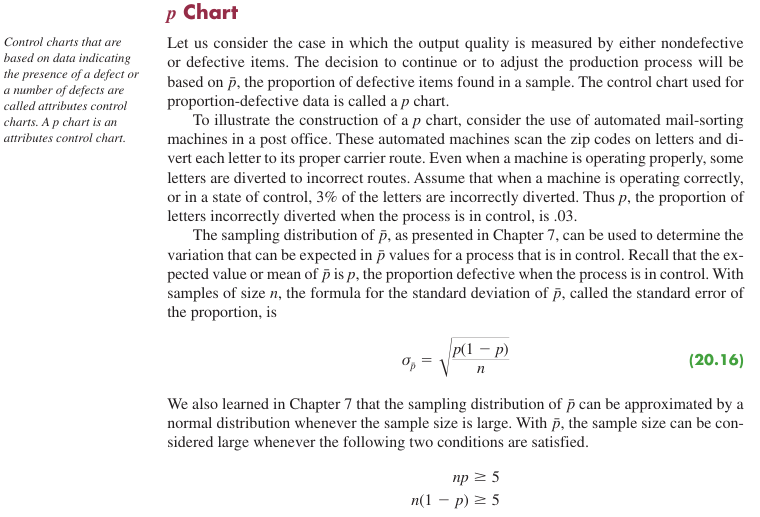 p Chart
Control charts that are
based on data indicating
the presence of a defect or
a number of defects are
called attributes control
charts. A p chart is an
attributes control chart.
Let us consider the case in which the output quality is measured by either nondefective
or defective items. The decision to continue or to adjust the production process will be
based on p̄, the proportion of defective items found in a sample. The control chart used for
proportion-defective data is called a p chart.
To illustrate the construction of a p chart, consider the use of automated mail-sorting
machines in a post office. These automated machines scan the zip codes on letters and di-
vert each letter to its proper carrier route. Even when a machine is operating properly, some
letters are diverted to incorrect routes. Assume that when a machine is operating correctly,
or in a state of control, 3% of the letters are incorrectly diverted. Thus p, the proportion of
letters incorrectly diverted when the process is in control, is .03.
The sampling distribution of p̄, as presented in Chapter 7, can be used to determine the
variation that can be expected in p̄ values for a process that is in control. Recall that the ex-
pected value or mean of p̄ is p, the proportion defective when the process is in control. With
samples of size n, the formula for the standard deviation of p̄, called the standard error of
the proportion, is
σp̄ = √(p(1 − p)/n) (20.16)
We also learned in Chapter 7 that the sampling distribution of p̄ can be approximated by a
normal distribution whenever the sample size is large. With p̄, the sample size can be con-
sidered large whenever the following two conditions are satisfied.
np ≥ 5
n(1 − p) ≥ 5